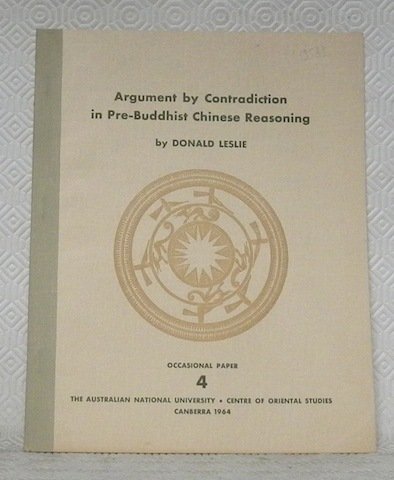 Argument by Contradiction
in Pre-Buddhist Chinese Reasoning
by DONALD LESLIE
OCCASIONAL PAPER
4
THE AUSTRALIAN NATIONAL UNIVERSITY • CENTRE OF ORIENTAL STUDIES
CANBERRA 1964